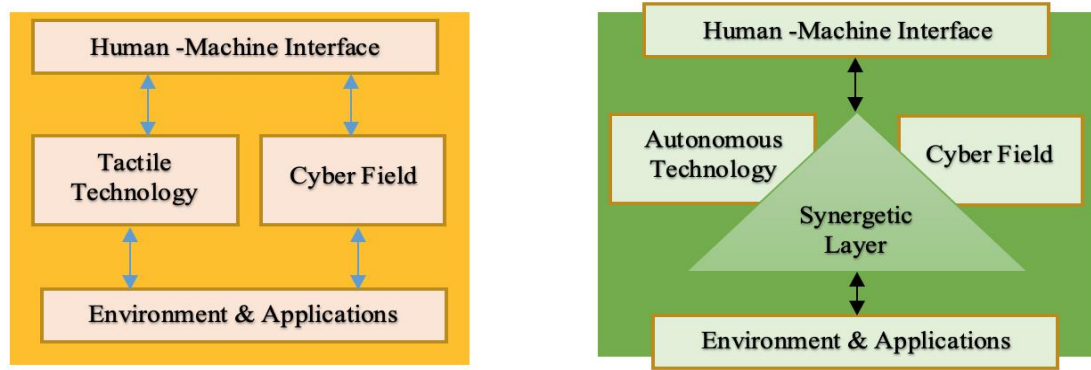 Human -Machine Interface
Tactile
Technology
Cyber Field
Environment & Applications
Human -Machine Interface
Autonomous
Technology
Cyber Field
Synergetic
Layer
Environment & Applications